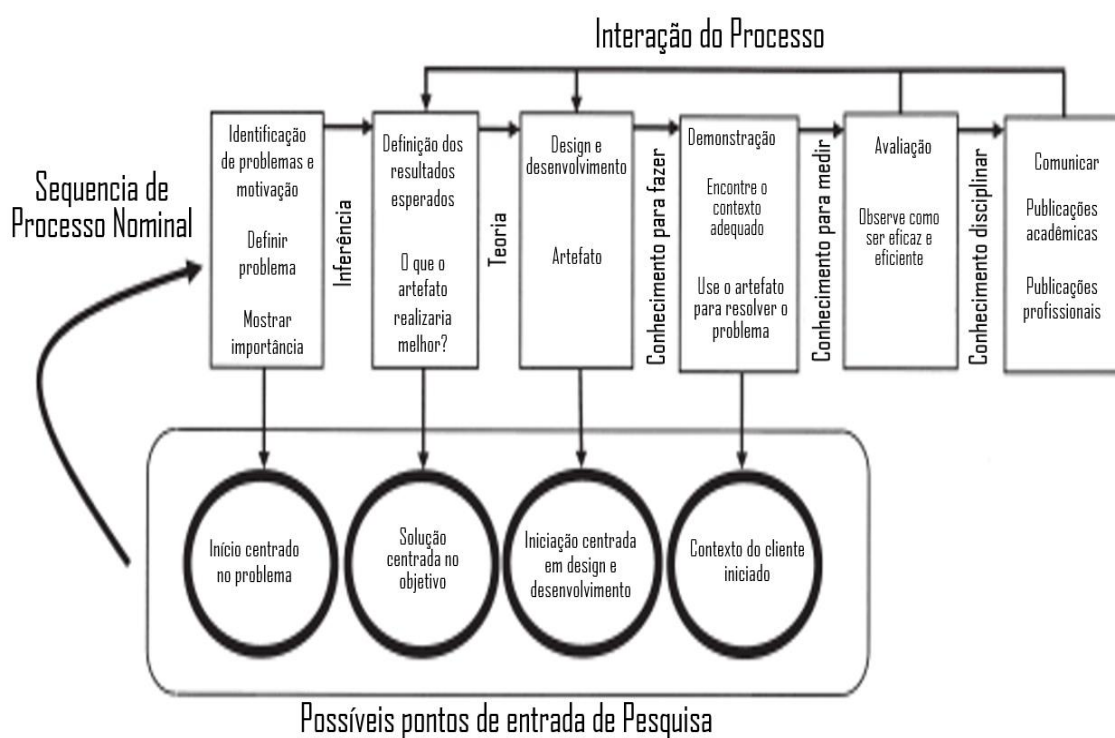 Interação do Processo
Sequencia de
Processo Nominal
Identificação
de problemas e
motivação
Definir
problema
Mostrar
importância
Inferência
Definição dos
resultados
esperados
O que o
artefato
realizaria
melhor?
Teoria
Design e
desenvolvimento
Artefato
Conhecimento para fazer
Demonstração
Encontre o
contexto
adequado
Use o artefato
para resolver o
problema
Conhecimento para medir
Avaliação
Observe como
ser eficaz e
eficiente
Conhecimento disciplinar
Comunicar
Publicações
acadêmicas
Publicações
profissionais
Início centrado
no problema
Solução
centrada no
objetivo
Iniciação centrada
em design e
desenvolvimento
Contexto do cliente
iniciado
Possíveis pontos de entrada de Pesquisa